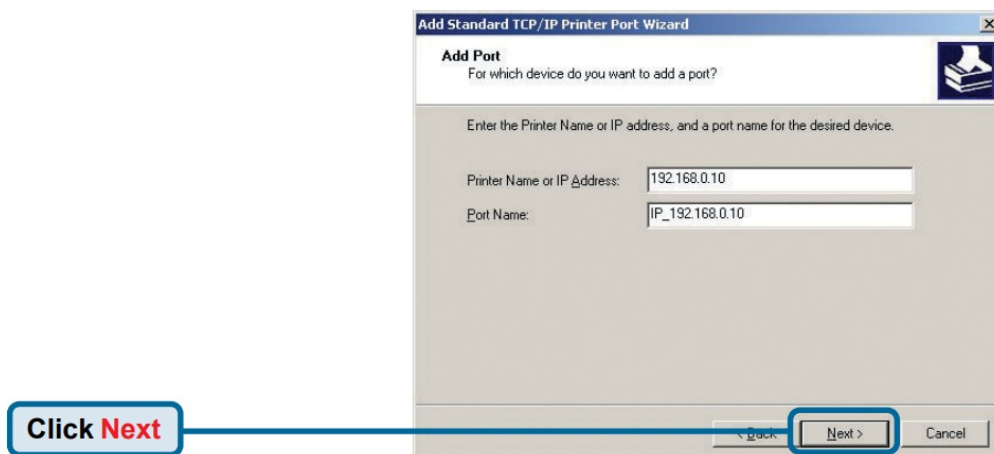 Add Standard TCP/IP Printer Port Wizard
Add Port
For which device do you want to add a port?
Enter the Printer Name or IP address, and a port name for the desired device.
Printer Name or IP Address: 192.168.0.10
Port Name: IP_192.168.0.10
Click Next
< Back Next > Cancel